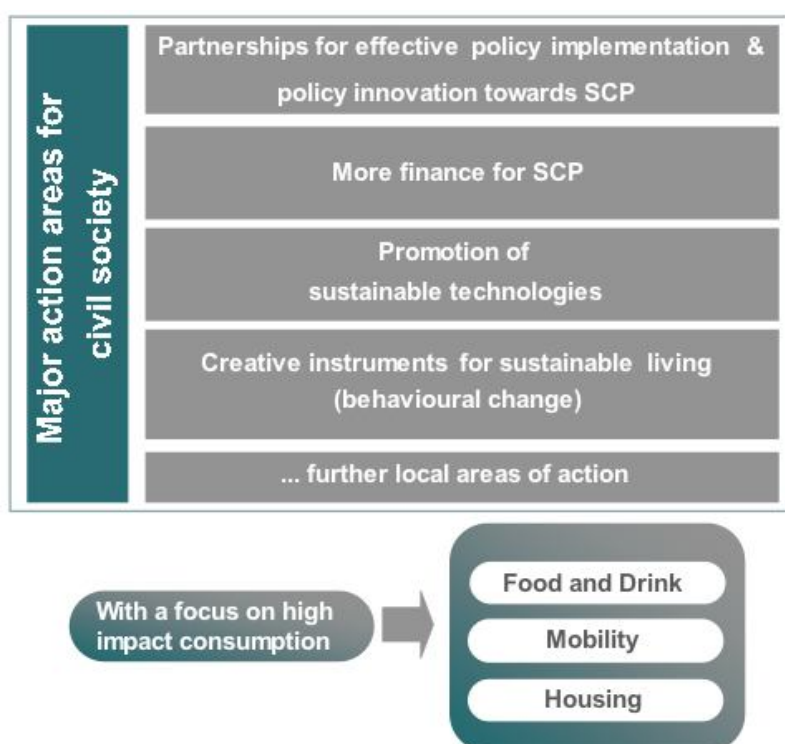 Major action areas for
civil society
Partnerships for effective policy implementation &
policy innovation towards SCP
More finance for SCP
Promotion of
sustainable technologies
Creative instruments for sustainable living
(behavioural change)
... further local areas of action
With a focus on high
impact consumption
Food and Drink
Mobility
Housing